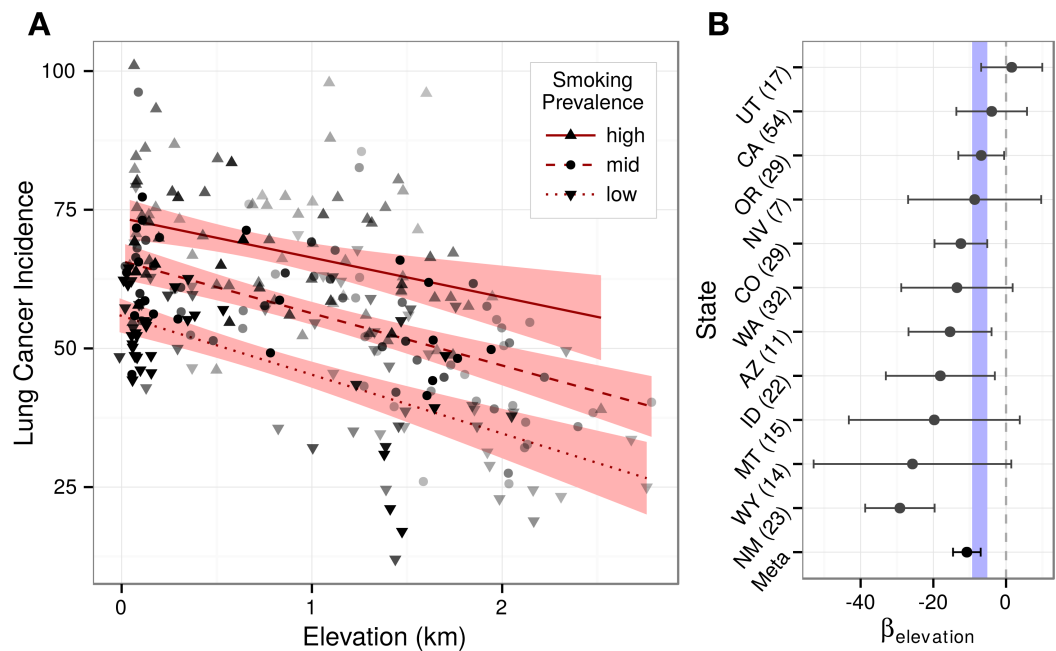 A
Lung Cancer Incidence
100
75
50
25
0
1
2
Elevation (km)
Smoking
Prevalence
high
mid
low
B
State
UT (17)
CA (54)
OR (29)
NV (7)
CO (29)
WA (32)
AZ (11)
ID (22)
MT (15)
WY (14)
NM (23)
Meta
-40
-20
0
βelevation